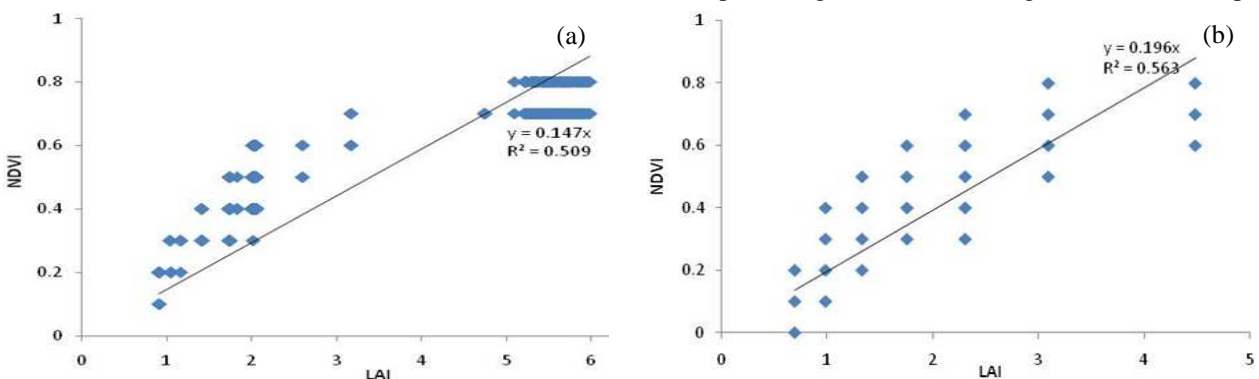 (a)
1
0.8
0.6
0.4
0.2
0
NDVI
y = 0.147x
R² = 0.509
0 1 2 3 4 5 6
LAI
(b)
1
0.8
0.6
0.4
0.2
0
NDVI
y = 0.196x
R² = 0.563
0 1 2 3 4 5
LAI